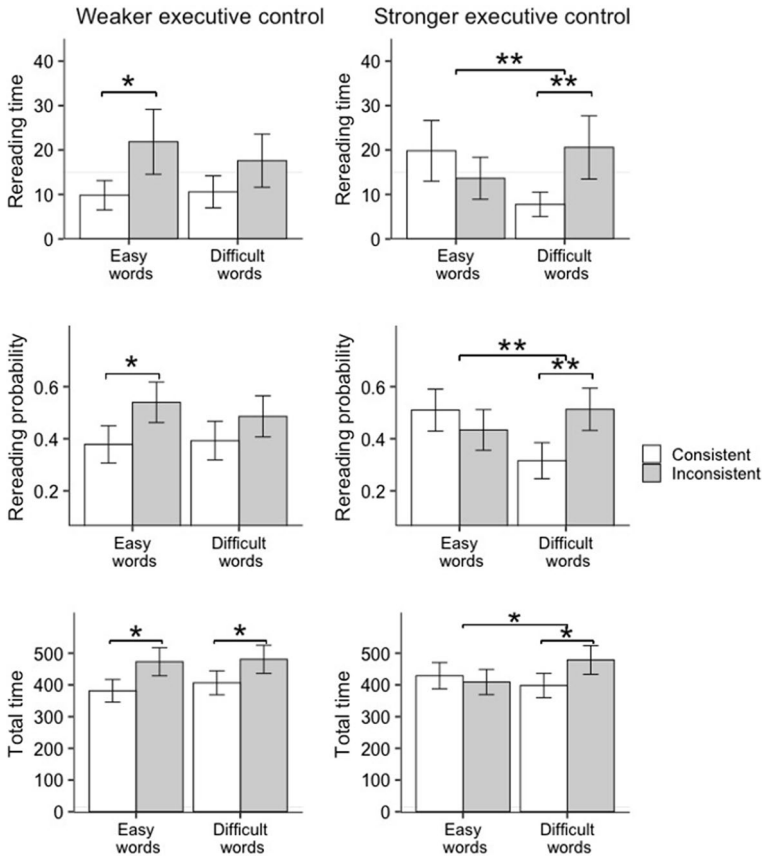 Weaker executive control
Stronger executive control
Rereading time
40
30
20
10
0
*
Easy
words
Difficult
words
Rereading time
40
30
20
10
0
**
**
Easy
words
Difficult
words
Rereading probability
0.6
0.4
0.2
*
Easy
words
Difficult
words
Rereading probability
0.6
0.4
0.2
**
**
Easy
words
Difficult
words
Consistent
Inconsistent
Total time
500
400
300
200
100
0
*
*
Easy
words
Difficult
words
Total time
500
400
300
200
100
0
*
*
Easy
words
Difficult
words